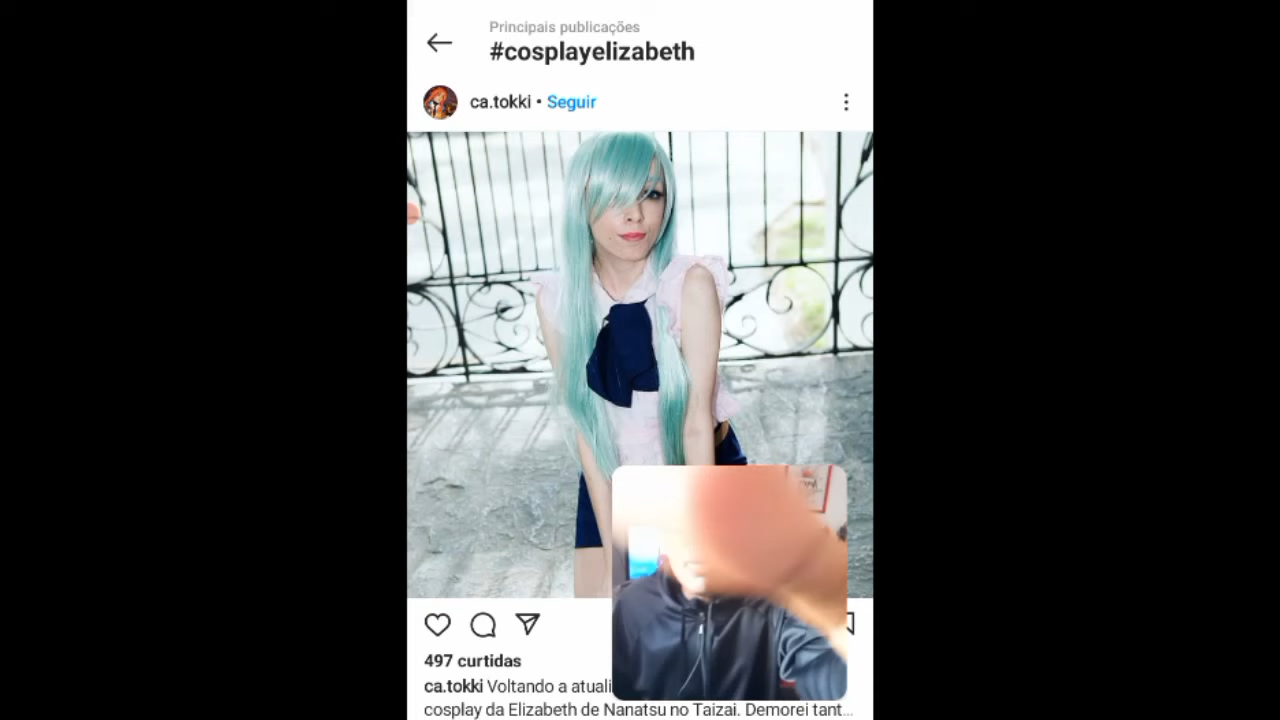 Principais publicações
#cosplayelizabeth
ca.tokki • Seguir
497 curtidas
ca.tokki Voltando a atuali
cosplay da Elizabeth de Nanatsu no Taizai. Demorei tant...